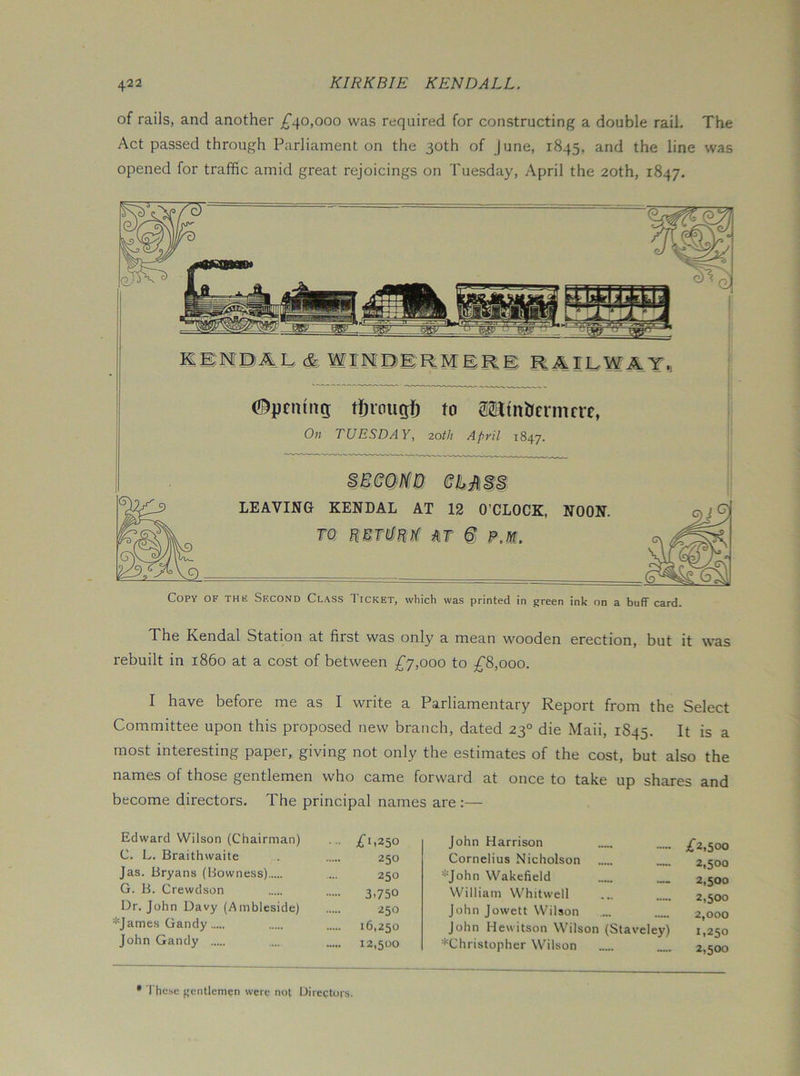 422 KIRKBIE KENDALL.
of rails, and another £40,000 was required for constructing a double rail. The
Act passed through Parliament on the 30th of June, 1845, and the line was
opened for traffic amid great rejoicings on Tuesday, April the 20th, 1847.
KENDAL & WINDERMERE RAILWAY,
Opening through to Windermere,
On TUESDAY, 20th April 1847.
SECOND CLASS
LEAVING KENDAL AT 12 O'CLOCK, NOON.
TO RETURN AT 6 P.M.
COPY OF THE SECOND CLASS TICKET, which was printed in green ink on a buff card.
The Kendal Station at first was only a mean wooden erection, but it was
rebuilt in 1860 at a cost of between £7,000 to £8,000.
I have before me as I write a Parliamentary Report from the Select
Committee upon this proposed new branch, dated 23° die Maii, 1845. It is a
most interesting paper, giving not only the estimates of the cost, but also the
names of those gentlemen who came forward at once to take up shares and
become directors. The principal names are :—
Edward Wilson (Chairman) ... £1,250
C. L. Braithwaite .. ..... 250
Jas. Bryans (Bowness)..... ... 250
G. B. Crewdson ..... ..... 3,750
Dr. John Davy (Ambleside) ..... 250
*James Gandy..... ..... ..... 16,250
John Gandy ..... .... ..... 12,500
John Harrison ..... ..... £2,500
Cornelius Nicholson ..... ..... 2,500
*John Wakefield ..... ..... 2,500
William Whitwell ... ..... 2,500
John Jowett Wilson .... ..... 2,000
John Hewitson Wilson (Staveley) 1,250
*Christopher Wilson ..... ..... 2,500
* These gentlemen were not Directors.